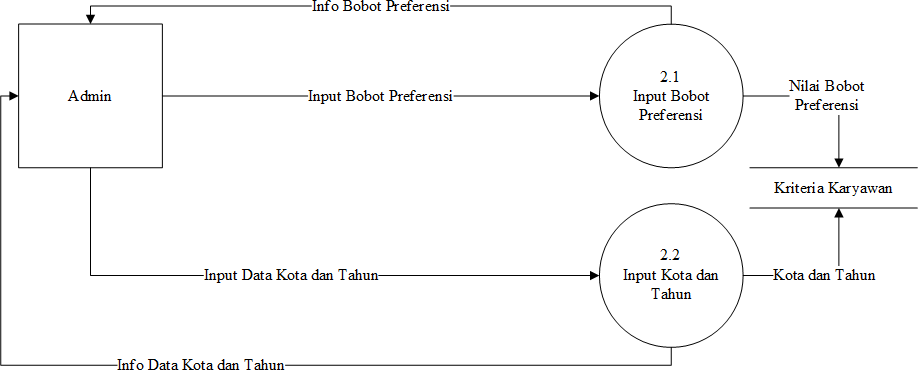 Info Bobot Preferensi
Admin
Input Bobot Preferensi
2.1
Input Bobot
Preferensi
Nilai Bobot
Preferensi
Kriteria Karyawan
Input Data Kota dan Tahun
2.2
Input Kota dan
Tahun
Kota dan Tahun
Info Data Kota dan Tahun